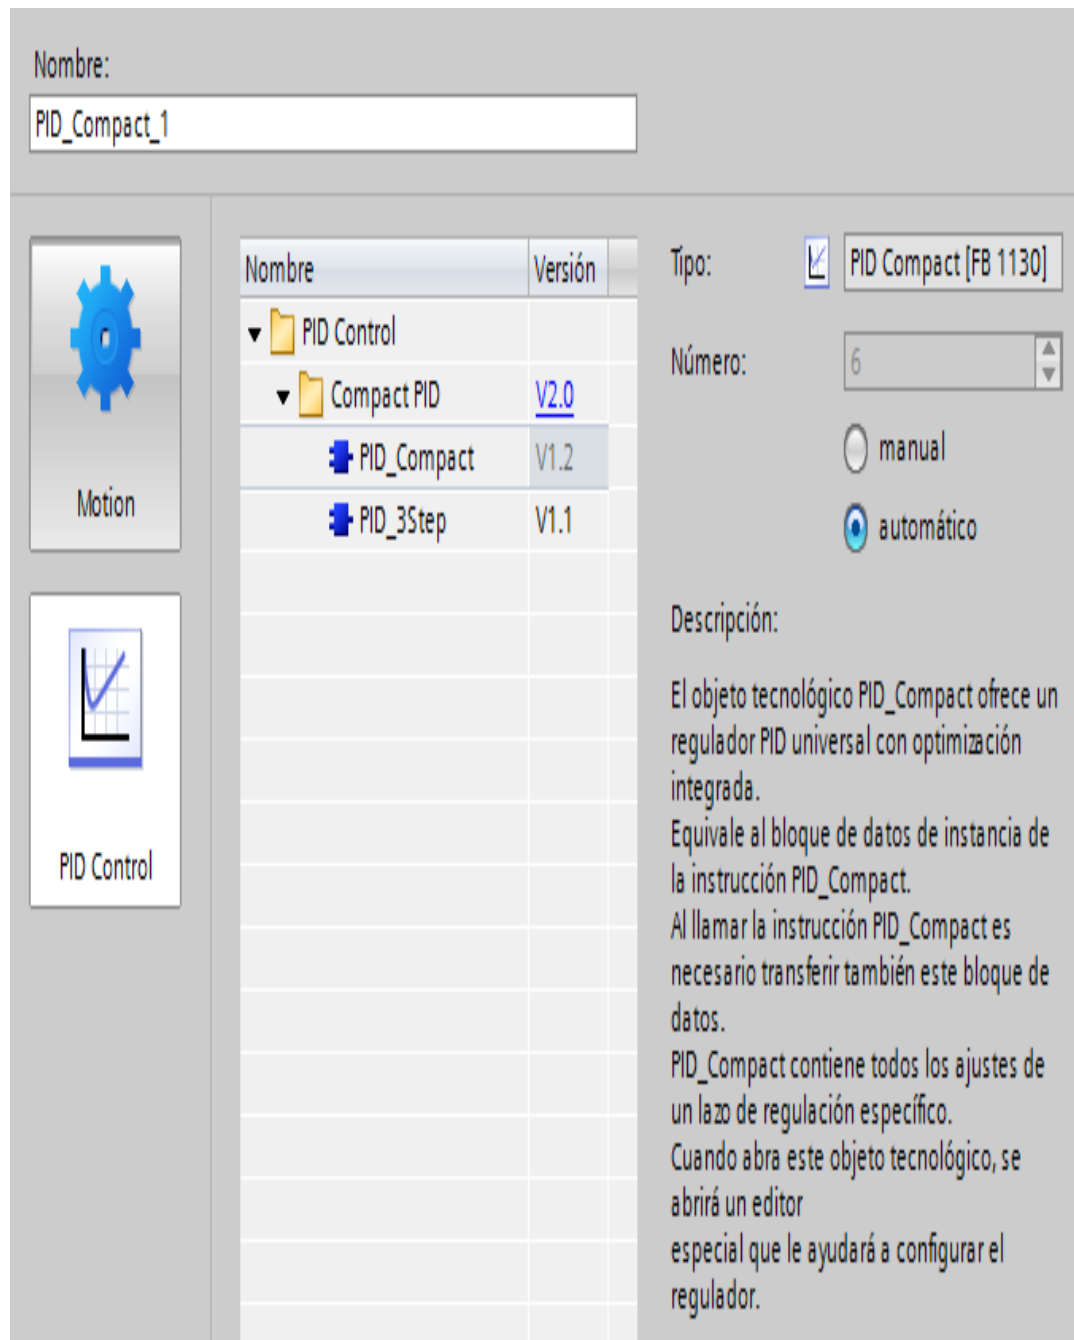 Nombre:
PID_Compact_1
Motion
PID Control
Nombre Versión
PID Control
Compact PID V2.0
PID_Compact V1.2
PID_3Step V1.1
Tipo: PID Compact [FB 1130]
Número: 6
manual
automático
Descripción:
El objeto tecnológico PID_Compact ofrece un
regulador PID universal con optimización
integrada.
Equivale al bloque de datos de instancia de
la instrucción PID_Compact.
Al llamar la instrucción PID_Compact es
necesario transferir también este bloque de
datos.
PID_Compact contiene todos los ajustes de
un lazo de regulación específico.
Cuando abra este objeto tecnológico, se
abrirá un editor
especial que le ayudará a configurar el
regulador.